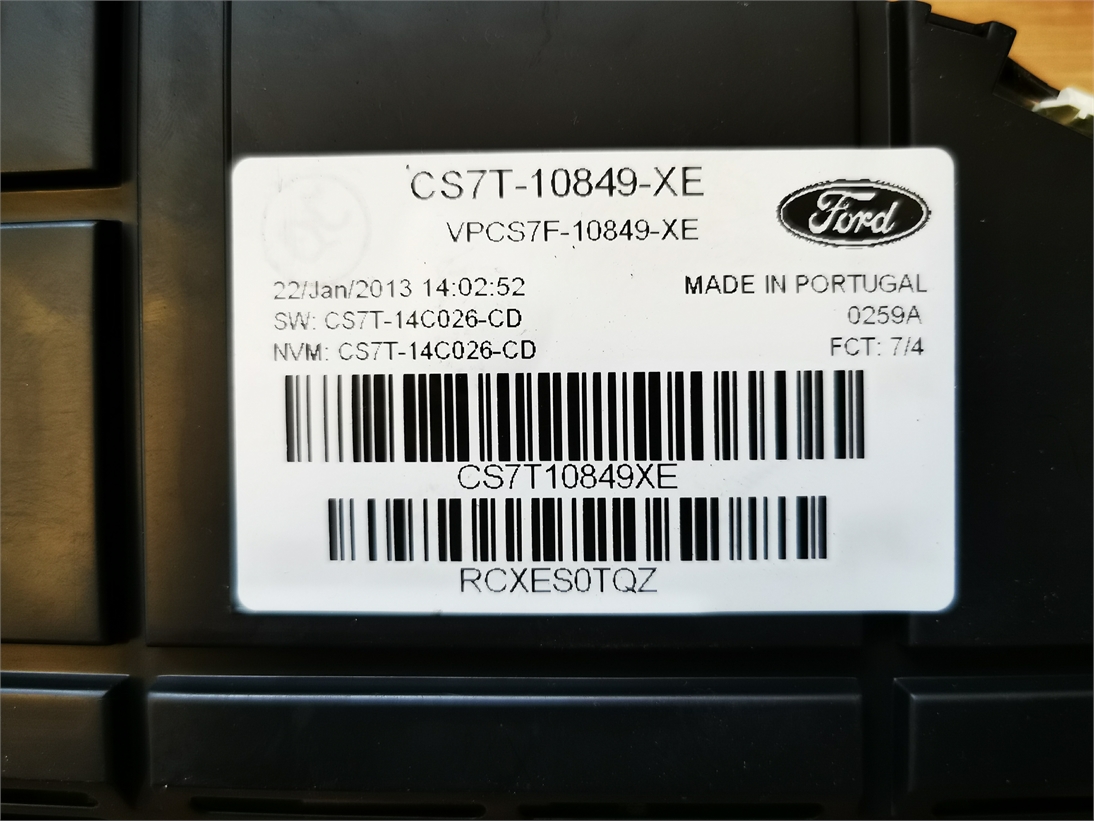 CS7T-10849-XE
VPCS7F-10849-XE
Ford
22/Jan/2013 14:02:52
MADE IN PORTUGAL
SW: CS7T-14C026-CD
0259A
NVM: CS7T-14C026-CD
FCT: 7/4
CS7T10849XE
RCXES0TQZ